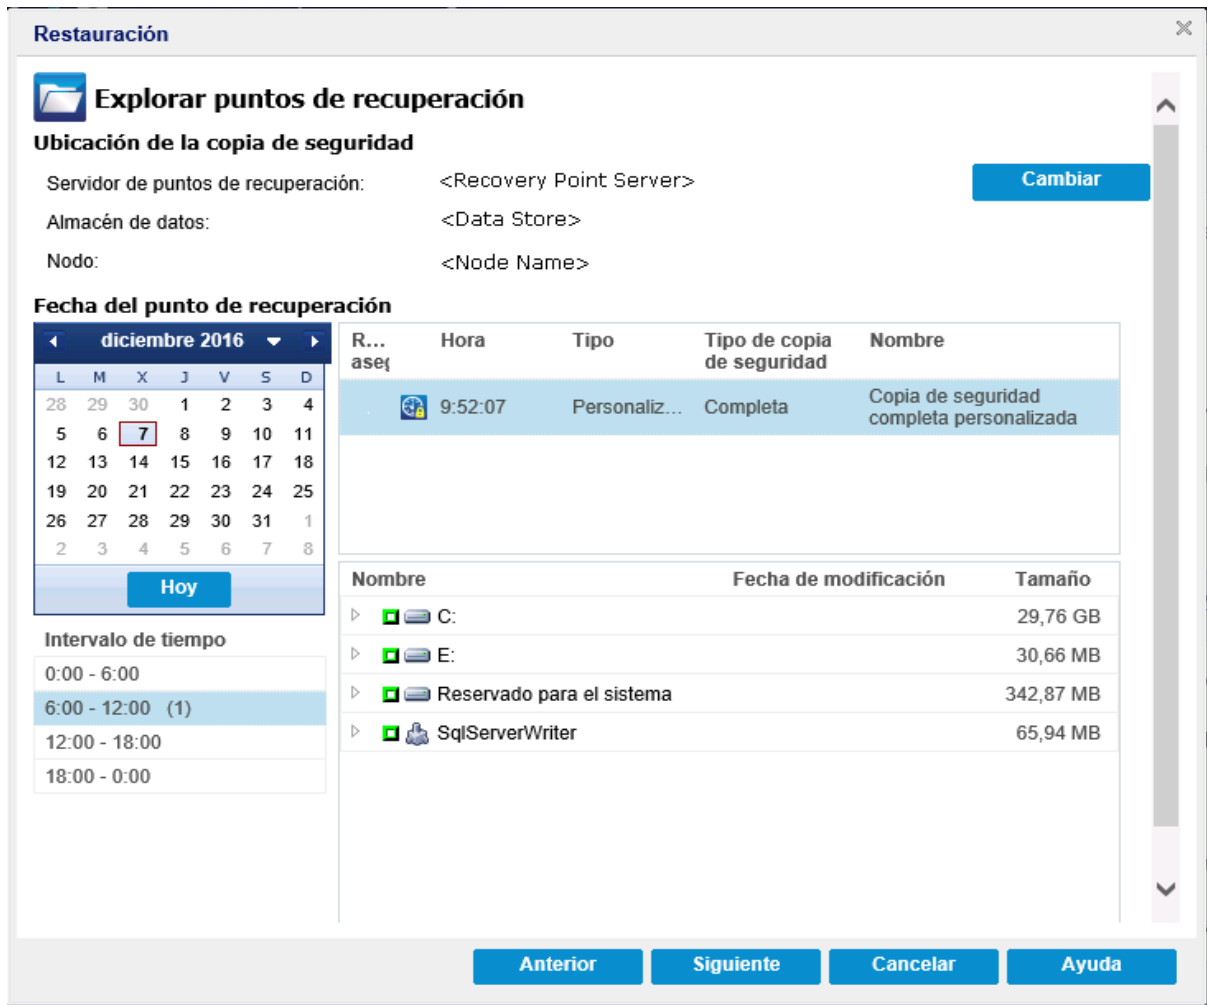 Restauración
Explorar puntos de recuperación
Ubicación de la copia de seguridad
Servidor de puntos de recuperación: <Recovery Point Server> Cambiar
Almacén de datos: <Data Store>
Nodo: <Node Name>
Fecha del punto de recuperación
diciembre 2016
L M X J V S D
28 29 30 1 2 3 4
5 6 7 8 9 10 11
12 13 14 15 16 17 18
19 20 21 22 23 24 25
26 27 28 29 30 31 1
2 3 4 5 6 7 8
Hoy
Intervalo de tiempo
0:00 - 6:00
6:00 - 12:00 (1)
12:00 - 18:00
18:00 - 0:00
R... Hora Tipo Tipo de copia Nombre
aseg de seguridad
9:52:07 Personaliz... Completa Copia de seguridad
completa personalizada
Nombre Fecha de modificación Tamaño
C: 29,76 GB
E: 30,66 MB
Reservado para el sistema 342,87 MB
SqlServerWriter 65,94 MB
Anterior Siguiente Cancelar Ayuda